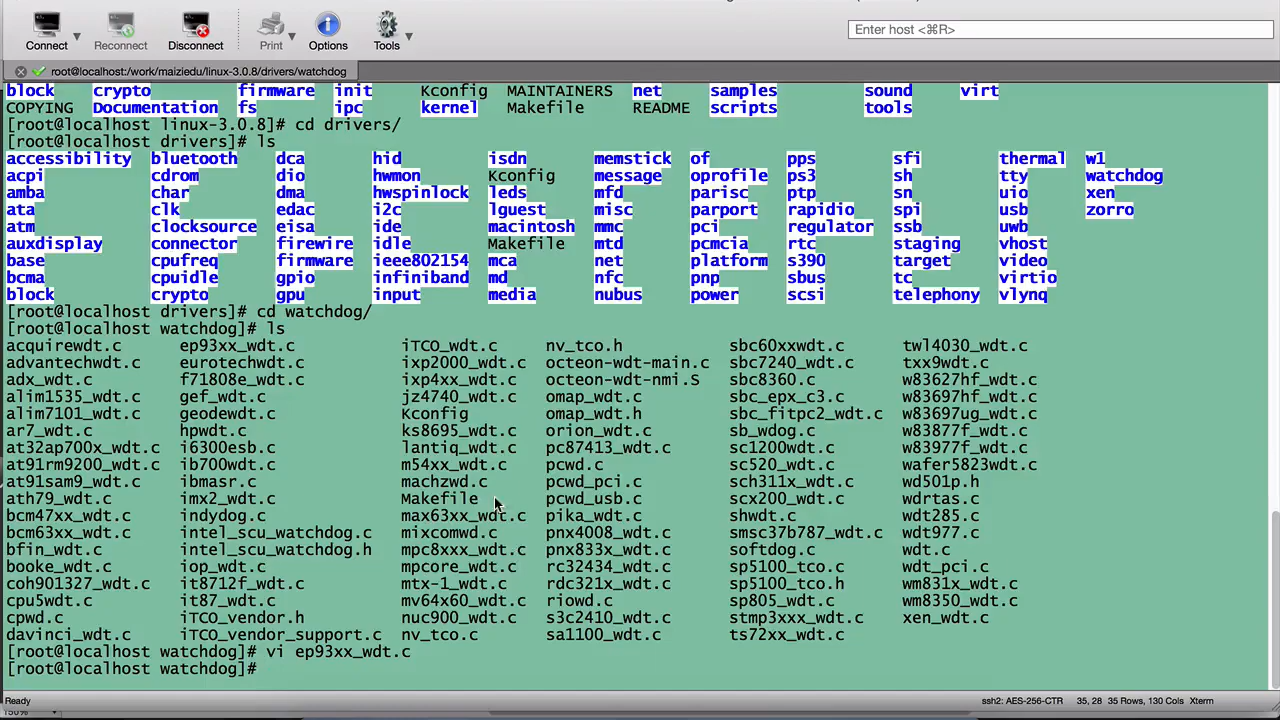 Connect Reconnect Disconnect Print Options Tools Enter host <⌘R>
root@localhost:/work/maiziedu/linux-3.0.8/drivers/watchdog
block crypto firmware init Kconfig MAINTAINERS net samples sound virt
COPYING Documentation fs ipc kernel Makefile README scripts tools
[root@localhost linux-3.0.8]# cd drivers/
[root@localhost drivers]# ls
accessibility bluetooth dca hid isdn memstick of pps sfi thermal w1
acpi cdrom dio hwmon Kconfig message oprofile ps3 sh tty watchdog
amba char dma hwspinlock leds mfd parisc ptp sn uio xen
ata clk edac i2c lguest misc parport rapidio spi usb zorro
atm clocksource eisa ide macintosh mmc pci regulator ssb uwb
auxdisplay connector firewire idle Makefile mtd pcmcia rtc staging vhost
base cpufreq firmware ieee802154 mca net platform s390 target video
bcma cpuidle gpio infiniband md nfc pnp sbus tc virtio
block crypto gpu input media nubus power scsi telephony vlynq
[root@localhost drivers]# cd watchdog/
[root@localhost watchdog]# ls
acquirewdt.c ep93xx_wdt.c iTCO_wdt.c nv_tco.h sbc60xxwdt.c twl4030_wdt.c
advantechwdt.c eurotechwdt.c ixp2000_wdt.c octeon-wdt-main.c sbc7240_wdt.c txx9wdt.c
adx_wdt.c f71808e_wdt.c ixp4xx_wdt.c octeon-wdt-nmi.S sbc8360.c w83627hf_wdt.c
alim1535_wdt.c gef_wdt.c jz4740_wdt.c omap_wdt.c sbc_epx_c3.c w83697hf_wdt.c
alim7101_wdt.c geodewdt.c Kconfig omap_wdt.h sbc_fitpc2_wdt.c w83697ug_wdt.c
ar7_wdt.c hpwdt.c ks8695_wdt.c orion_wdt.c sb_wdog.c w83877f_wdt.c
at32ap700x_wdt.c i6300esb.c lantiq_wdt.c pc87413_wdt.c sc1200wdt.c w83977f_wdt.c
at91rm9200_wdt.c ib700wdt.c m54xx_wdt.c pcwd.c sc520_wdt.c wafer5823wdt.c
at91sam9_wdt.c ibmasr.c machzwd.c pcwd_pci.c sch311x_wdt.c wd501p.h
ath79_wdt.c imx2_wdt.c Makefile pcwd_usb.c scx200_wdt.c wdrtas.c
bcm47xx_wdt.c indydog.c max63xx_wdt.c pika_wdt.c shwdt.c wdt285.c
bcm63xx_wdt.c intel_scu_watchdog.c mixcomwd.c pnx4008_wdt.c smsc37b787_wdt.c wdt977.c
bfin_wdt.c intel_scu_watchdog.h mpc8xxx_wdt.c pnx833x_wdt.c softdog.c wdt.c
booke_wdt.c iop_wdt.c mpcore_wdt.c rc32434_wdt.c sp5100_tco.c wdt_pci.c
coh901327_wdt.c it8712f_wdt.c mtx-1_wdt.c rdc321x_wdt.c sp5100_tco.h wm831x_wdt.c
cpu5wdt.c it87_wdt.c mv64x60_wdt.c riowd.c sp805_wdt.c wm8350_wdt.c
cpwd.c iTCO_vendor.h nuc900_wdt.c s3c2410_wdt.c stmp3xxx_wdt.c xen_wdt.c
davinci_wdt.c iTCO_vendor_support.c nv_tco.c sa1100_wdt.c ts72xx_wdt.c
[root@localhost watchdog]# vi ep93xx_wdt.c
[root@localhost watchdog]#
Ready ssh2: AES-256-CTR 35, 28 35 Rows, 130 Cols Xterm